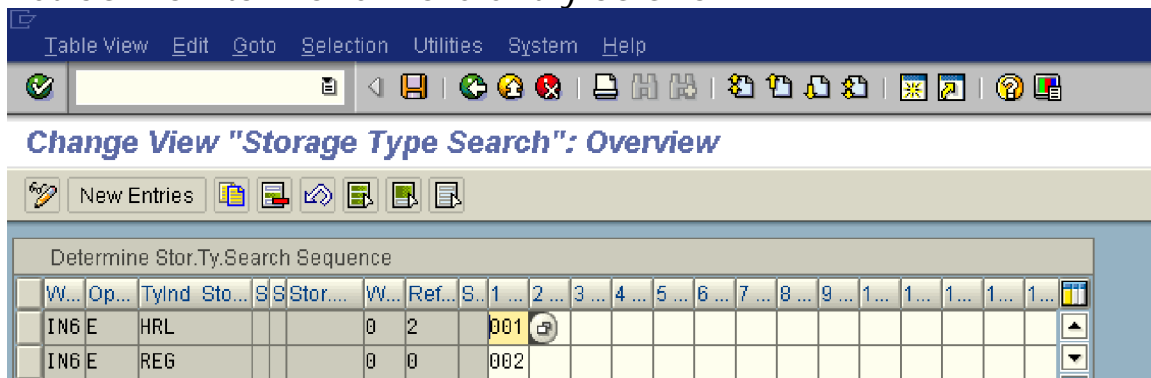 Table View Edit Goto Selection Utilities System Help
Change View "Storage Type Search": Overview
New Entries
Determine Stor.Ty.Search Sequence
W... Op... TyInd Sto... S S Stor.... W... Ref... S.. 1 ... 2 ... 3 ... 4 ... 5 ... 6 ... 7 ... 8 ... 9 ... 1... 1... 1... 1... 1...
IN6 E HRL 0 2 001
IN6 E REG 0 0 002